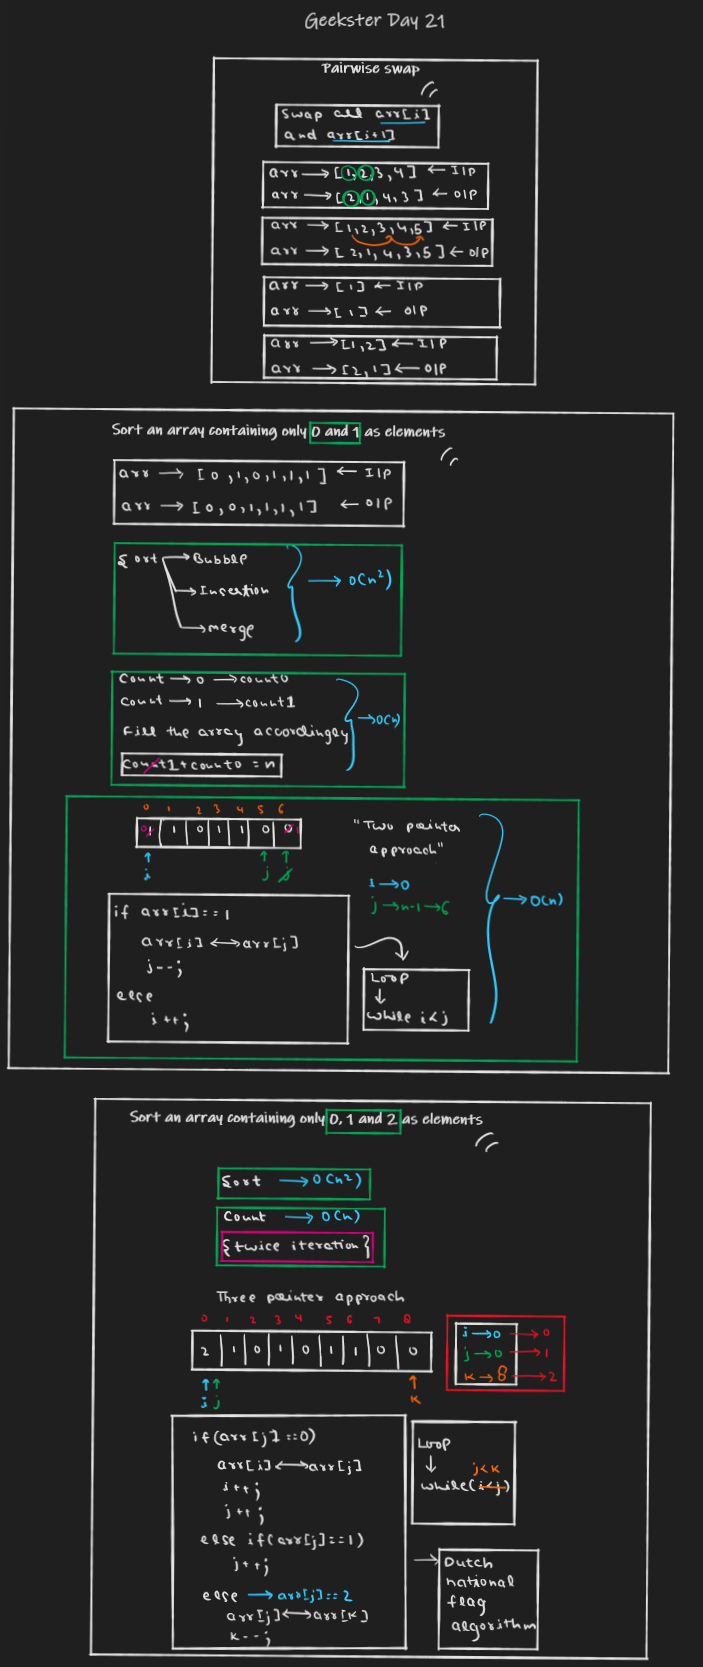 Geekster Day 21
Pairwise swap
Swap all arr[i]
and arr[i+1]
arr → [1,2,3,4] ← I|P
arr → [2,1,4,3] ← O|P
arr → [1,2,3,4,5] ← I|P
arr → [2,1,4,3,5] ← O|P
arr → [1] ← I|P
arr → [1] ← O|P
arr → [1,2] ← I|P
arr → [2,1] ← O|P
Sort an array containing only 0 and 1 as elements
arr → [0,1,0,1,1,1] ← I|P
arr → [0,0,1,1,1,1] ← O|P
Sort → Bubble
→ Insertion
→ merge
→ O(n²)
Count → 0 → count0
Count → 1 → count1
Fill the array accordingly
count1 + count0 = n
→ O(n)
0 1 2 3 4 5 6
1 1 0 1 1 0 0
i j j
"Two pointer
approach"
i → 0
j → n-1 → 6
→ O(n)
if arr[i]==1
arr[i] ↔ arr[j]
j--;
else
i++;
Loop
↓
while i<j
Sort an array containing only 0, 1 and 2 as elements
Sort → O(n²)
Count → O(n)
{twice iteration}
Three pointer approach
0 1 2 3 4 5 6 7 8
2 1 0 1 0 1 1 0 0
i j k
i → 0 → 0
j → 0 → 1
k → 8 → 2
if(arr[j]==0)
arr[i] ↔ arr[j]
i++;
j++;
else if(arr[j]==1)
j++;
else → arr[j]==2
arr[j] ↔ arr[k]
k--;
Loop
↓
j<k
while(i<j)
→ Dutch
national
flag
algorithm